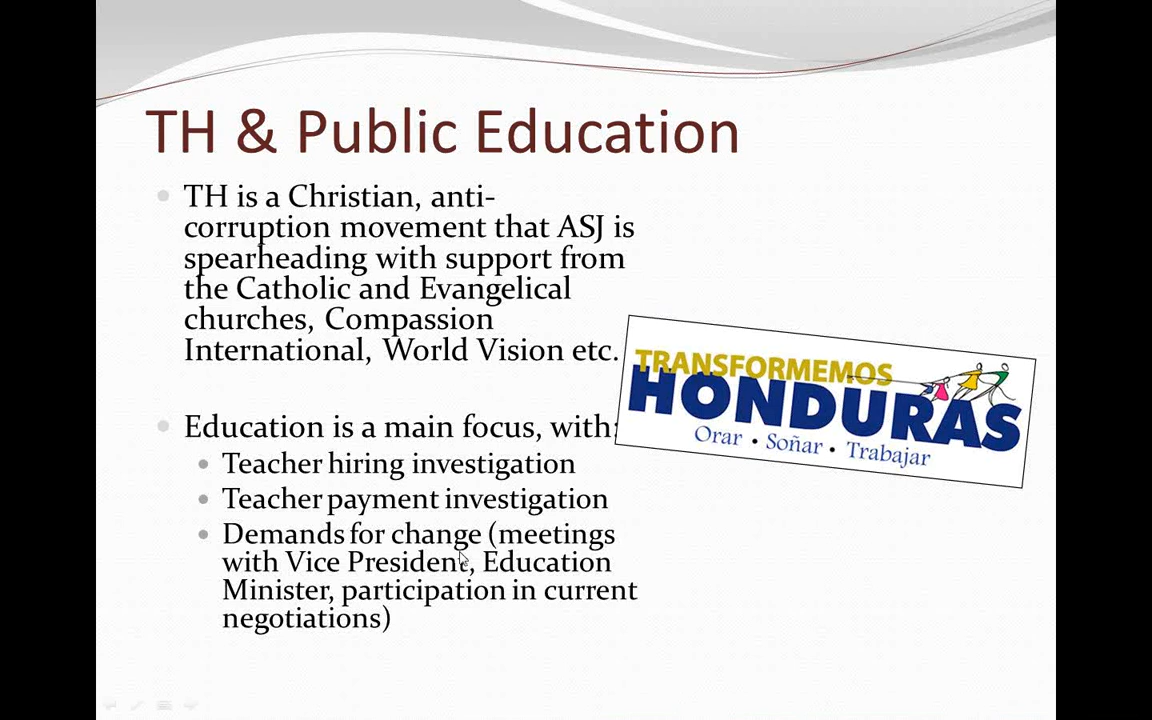 TH & Public Education
TH is a Christian, anti-
corruption movement that ASJ is
spearheading with support from
the Catholic and Evangelical
churches, Compassion
International, World Vision etc.
Education is a main focus, with:
Teacher hiring investigation
Teacher payment investigation
Demands for change (meetings
with Vice President, Education
Minister, participation in current
negotiations)
TRANSFORMEMOS
HONDURAS
Orar • Soñar • Trabajar